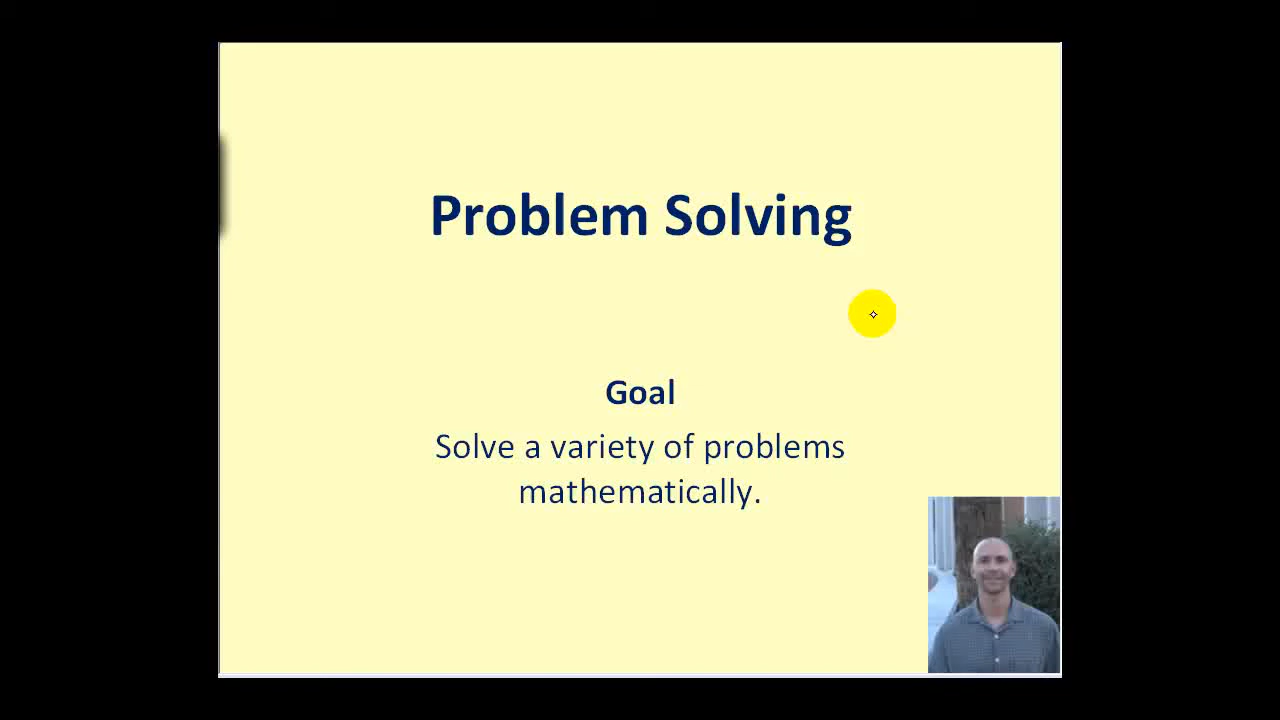 Problem Solving
Goal
Solve a variety of problems
mathematically.